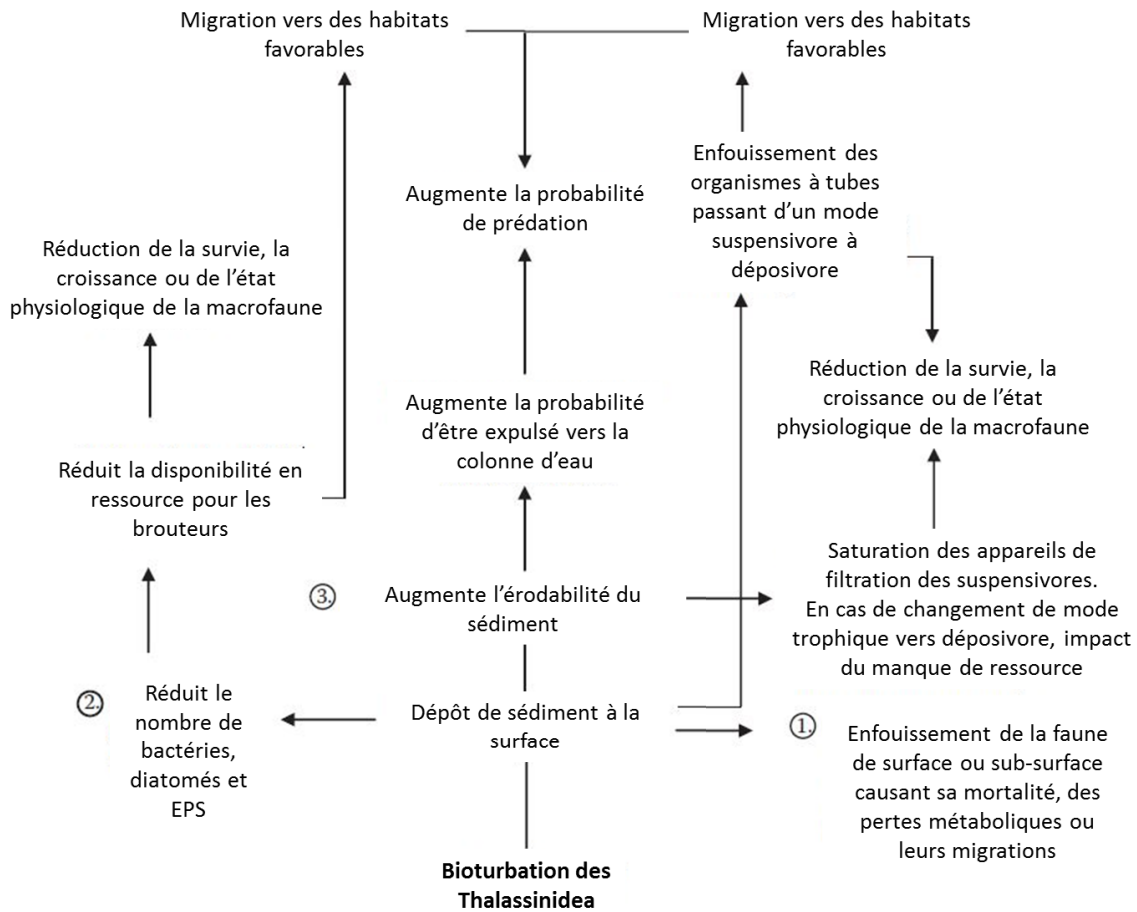 Migration vers des habitats
favorables
Migration vers des habitats
favorables
Enfouissement des
organismes à tubes
passant d’un mode
suspensivore à
déposivore
Augmente la probabilité
de prédation
Réduction de la survie, la
croissance ou de l’état
physiologique de la macrofaune
Réduction de la survie, la
croissance ou de l’état
physiologique de la macrofaune
Augmente la probabilité
d’être expulsé vers la
colonne d’eau
Réduit la disponibilité en
ressource pour les
brouteurs
Saturation des appareils de
filtration des suspensivores.
En cas de changement de mode
trophique vers déposivore, impact
du manque de ressource
3.
Augmente l’érodabilité du
sédiment
2.
Réduit le
nombre de
bactéries,
diatomés et
EPS
Dépôt de sédiment à la
surface
1.
Enfouissement de la faune
de surface ou sub-surface
causant sa mortalité, des
pertes métaboliques ou
leurs migrations
Bioturbation des
Thalassinidea